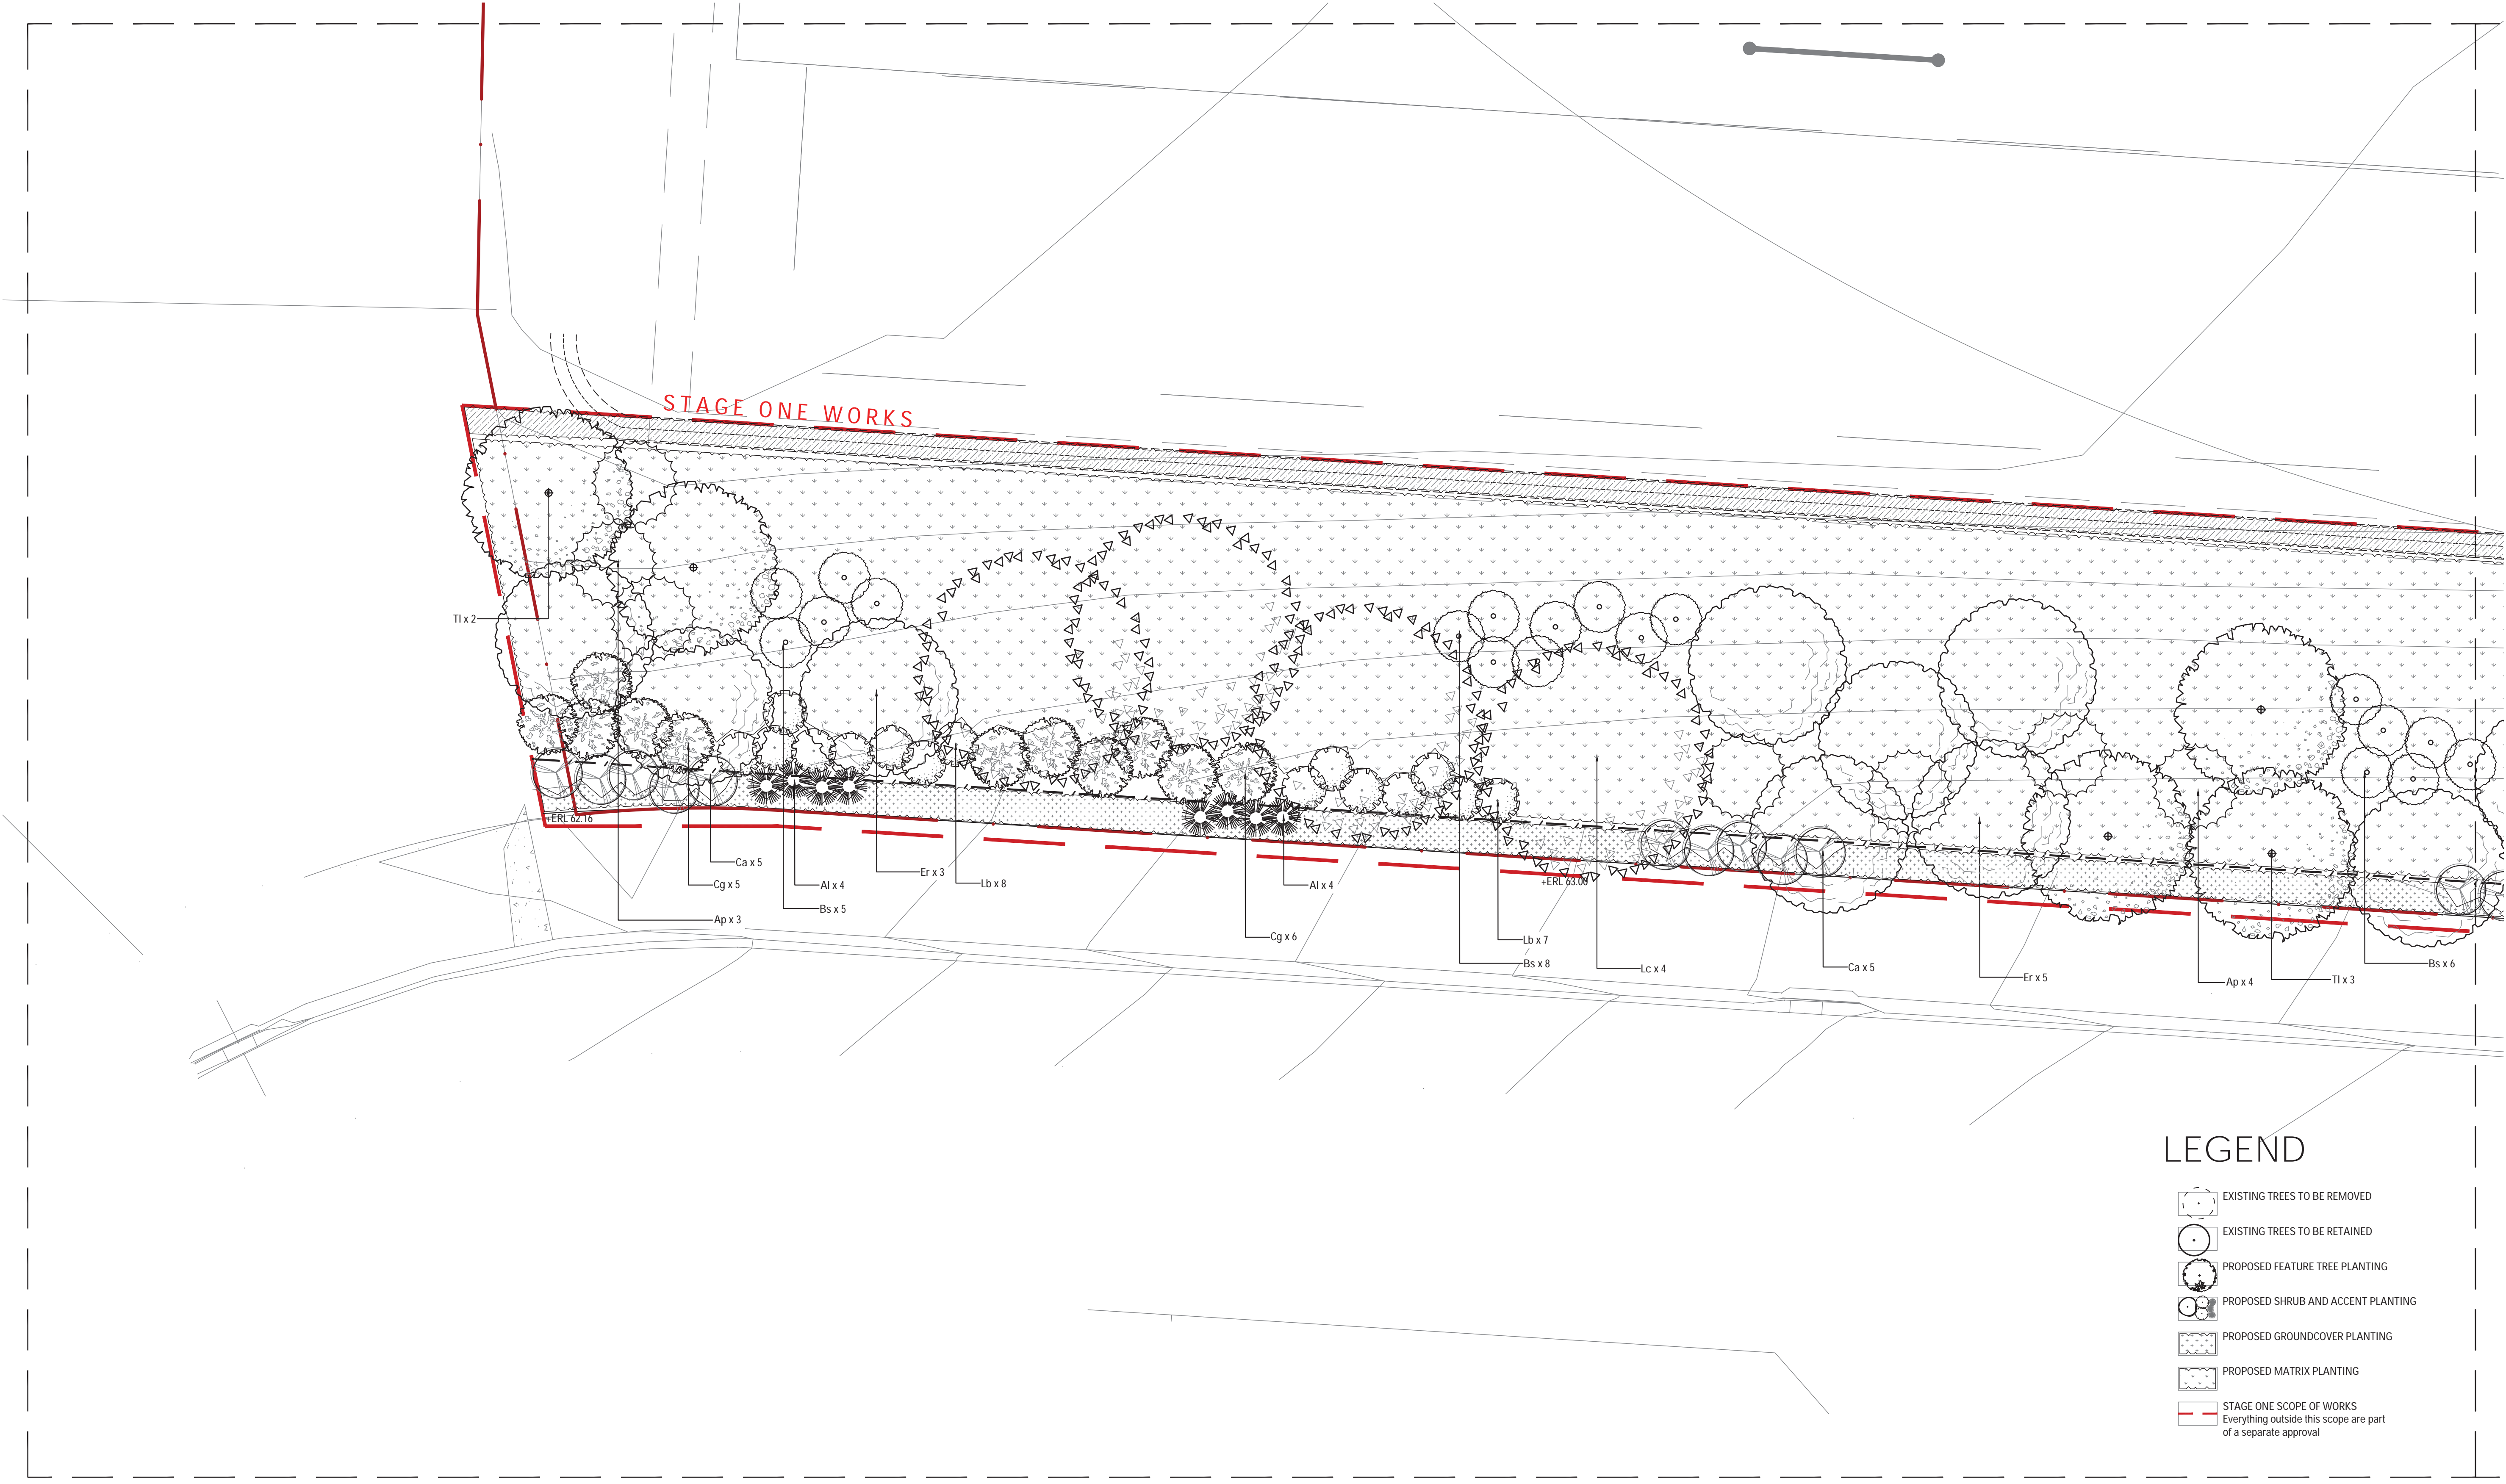 STAGE ONE WORKS
Tl x 2
+ERL 62.16
Ca x 5
Cg x 5
Ap x 3
Al x 4
Bs x 5
Er x 3
Lb x 8
Al x 4
Cg x 6
+ERL 63.08
Lb x 7
Bs x 8
Lc x 4
Ca x 5
Er x 5
Ap x 4
Tl x 3
Bs x 6
LEGEND
EXISTING TREES TO BE REMOVED
EXISTING TREES TO BE RETAINED
PROPOSED FEATURE TREE PLANTING
PROPOSED SHRUB AND ACCENT PLANTING
PROPOSED GROUNDCOVER PLANTING
PROPOSED MATRIX PLANTING
STAGE ONE SCOPE OF WORKS
Everything outside this scope are part
of a separate approval